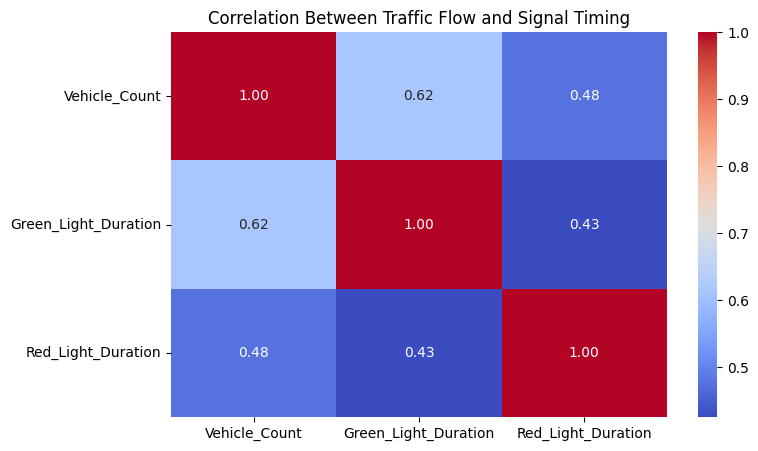 Correlation Between Traffic Flow and Signal Timing
Vehicle_Count
1.00
0.62
0.48
Green_Light_Duration
0.62
1.00
0.43
Red_Light_Duration
0.48
0.43
1.00
Vehicle_Count
Green_Light_Duration
Red_Light_Duration
1.0
0.9
0.8
0.7
0.6
0.5